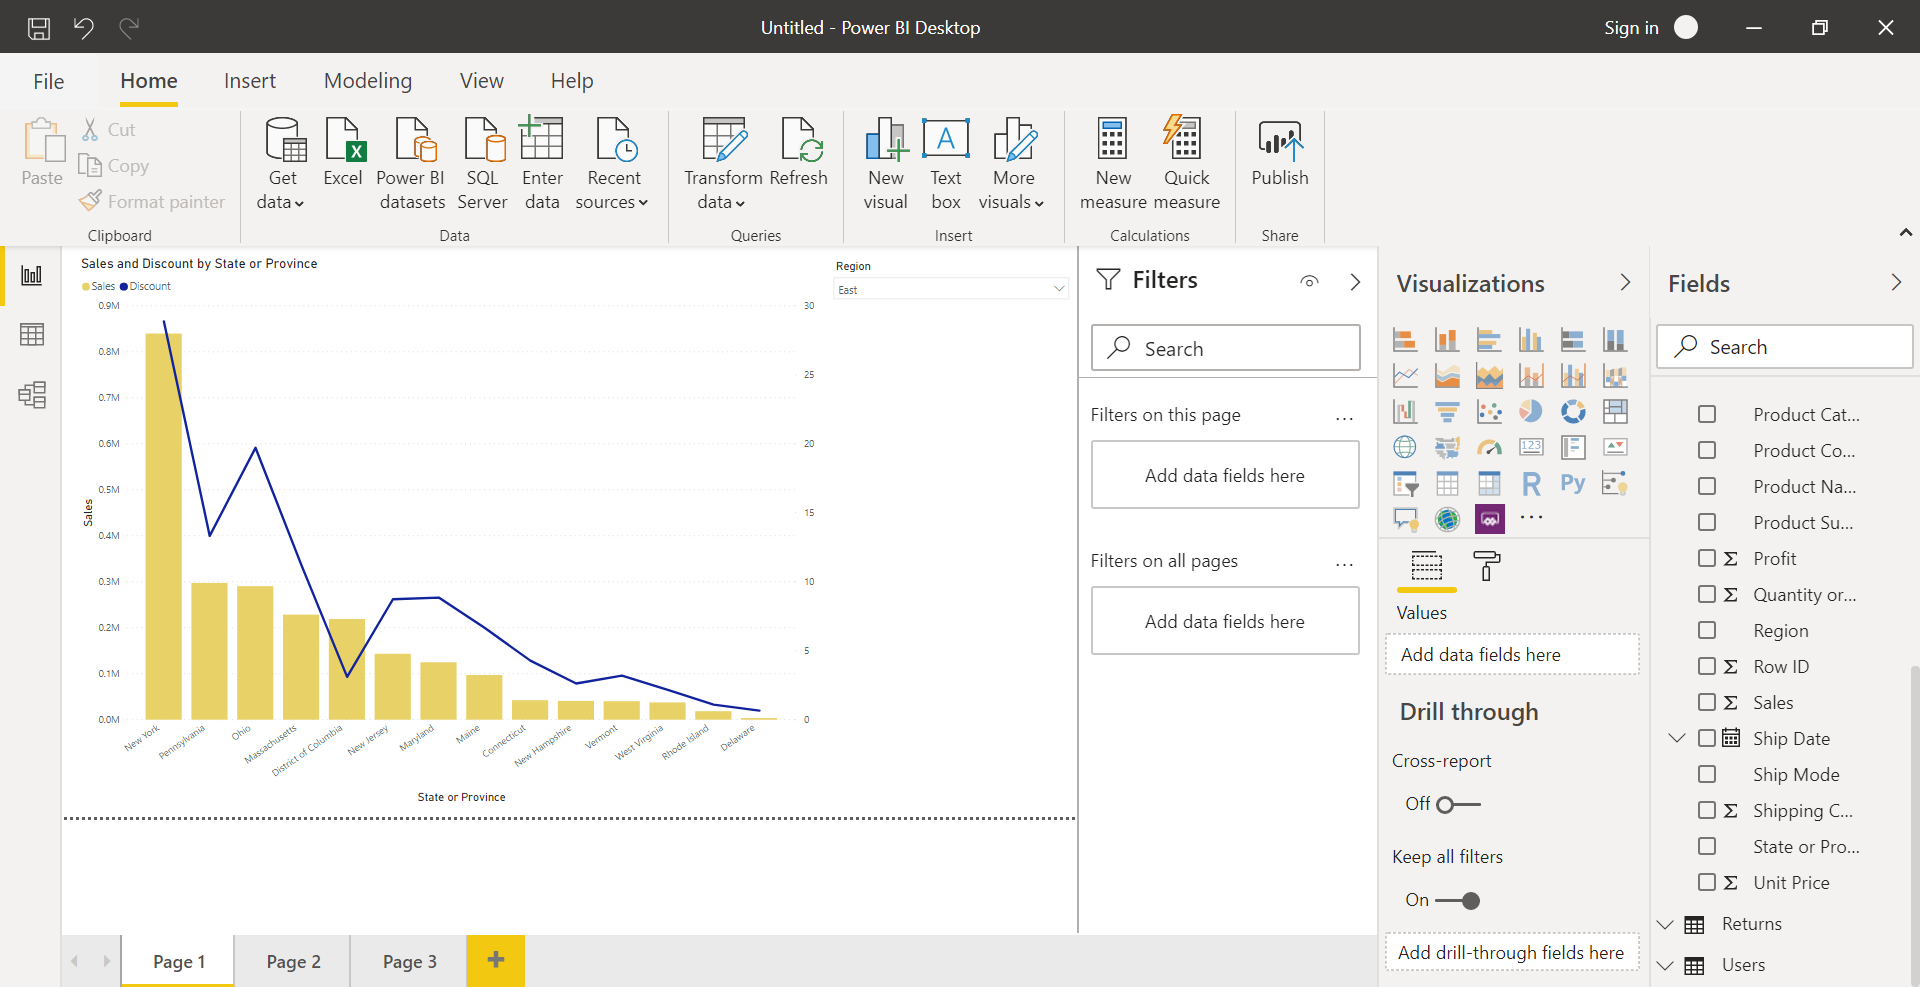 Untitled - Power BI Desktop
Sign in
File
Home
Insert
Modeling
View
Help
Paste
Cut
Copy
Format painter
Clipboard
Get
data
Excel
Power BI
datasets
SQL
Server
Enter
data
Recent
sources
Data
Transform
data
Refresh
Queries
New
visual
A
Text
box
More
visuals
Insert
New
measure
Quick
measure
Calculations
Publish
Share
Sales and Discount by State or Province
Sales Discount
Region
East
0.9M
0.8M
0.7M
0.6M
0.5M
0.4M
0.3M
0.2M
0.1M
0.0M
Sales
30
25
20
15
10
5
0
New York
Pennsylvania
Ohio
Massachusetts
District of Columbia
New Jersey
Maryland
Maine
Connecticut
New Hampshire
Vermont
West Virginia
Rhode Island
Delaware
State or Province
Page 1
Page 2
Page 3
Filters
Search
Filters on this page
...
Add data fields here
Filters on all pages
...
Add data fields here
Visualizations
123
R
Py
...
Values
Add data fields here
Drill through
Cross-report
Off
Keep all filters
On
Add drill-through fields here
Fields
Search
Product Cat...
Product Co...
Product Na...
Product Su...
Σ Profit
Σ Quantity or...
Region
Σ Row ID
Σ Sales
Ship Date
Ship Mode
Σ Shipping C...
State or Pro...
Σ Unit Price
Returns
Users